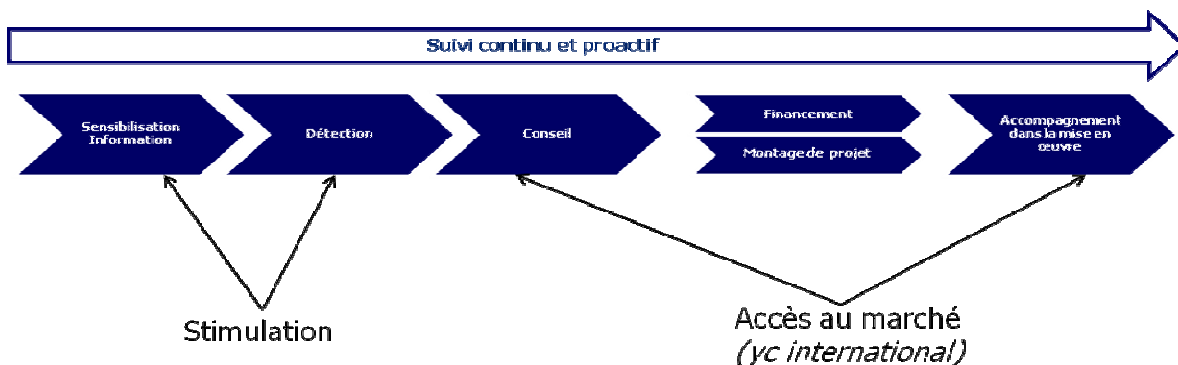 Suivi continu et proactif
Sensibilisation
Information
Détection
Conseil
Financement
Montage de projet
Accompagnement
dans la mise en
œuvre
Stimulation
Accès au marché
(yc international)